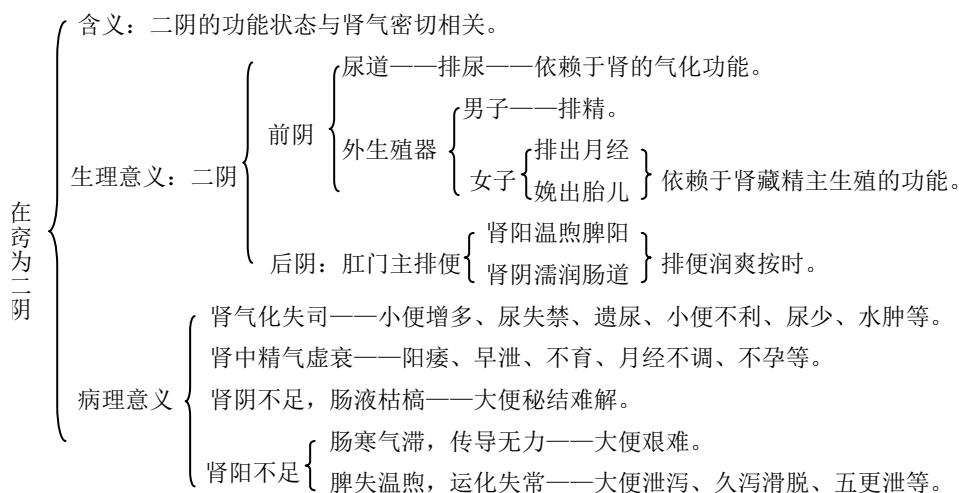 在窍为二阴
含义：二阴的功能状态与肾气密切相关。
生理意义：二阴
前阴
尿道——排尿——依赖于肾的气化功能。
外生殖器
男子——排精。
女子
排出月经
娩出胎儿
依赖于肾藏精主生殖的功能。
后阴：肛门主排便
肾阳温煦脾阳
肾阴濡润肠道
排便润爽按时。
病理意义
肾气化失司——小便增多、尿失禁、遗尿、小便不利、尿少、水肿等。
肾中精气虚衰——阳痿、早泄、不育、月经不调、不孕等。
肾阴不足，肠液枯槁——大便秘结难解。
肾阳不足
肠寒气滞，传导无力——大便艰难。
脾失温煦，运化失常——大便泄泻、久泻滑脱、五更泄等。